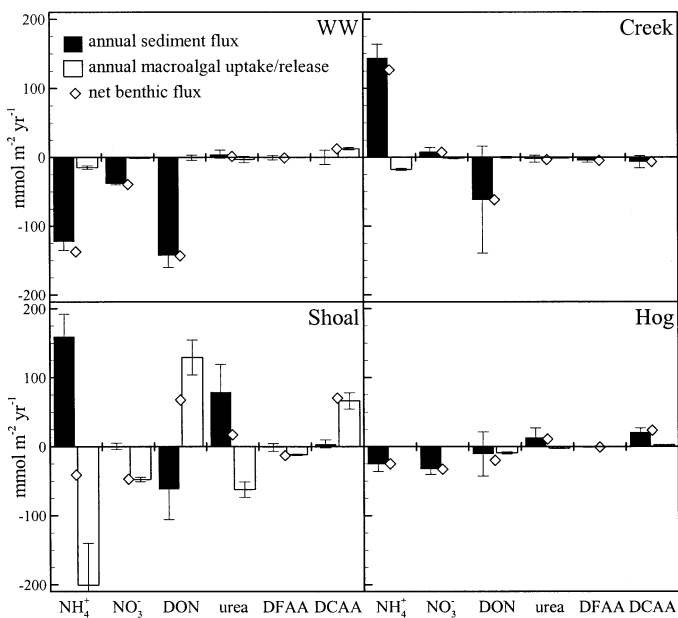 WW
Creek
annual sediment flux
annual macroalgal uptake/release
net benthic flux
200
100
0
-100
-200
mmol m⁻² yr⁻¹
Shoal
Hog
200
100
0
-100
-200
mmol m⁻² yr⁻¹
NH₄⁺ NO₃⁻ DON urea DFAA DCAA NH₄⁺ NO₃⁻ DON urea DFAA DCAA